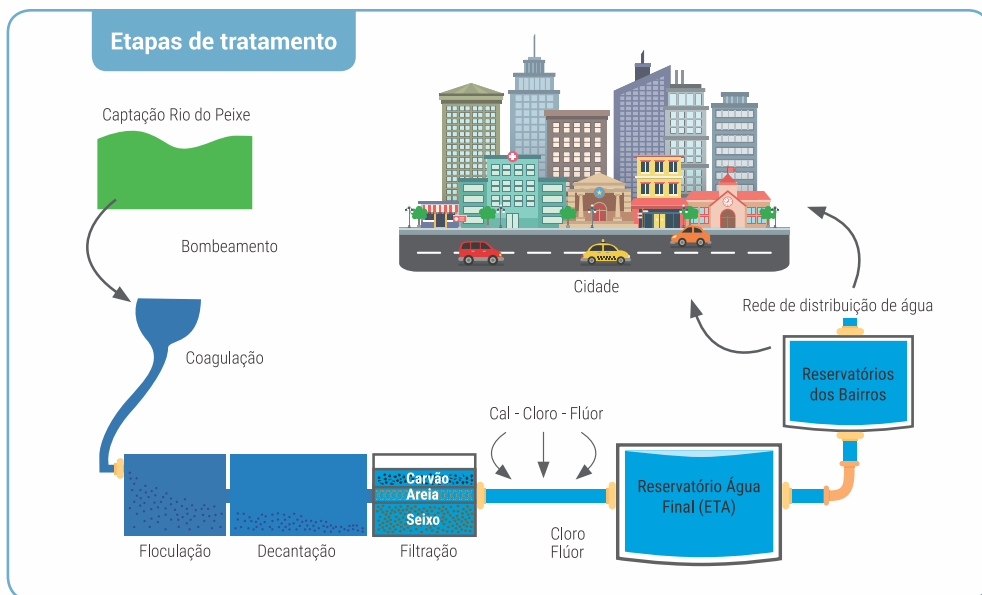 Etapas de tratamento
Captação Rio do Peixe
Bombeamento
Coagulação
Floculação
Decantação
Carvão
Areia
Seixo
Filtração
Cal - Cloro - Flúor
Cloro
Flúor
Reservatório Água
Final (ETA)
Reservatórios
dos Bairros
Rede de distribuição de água
Cidade